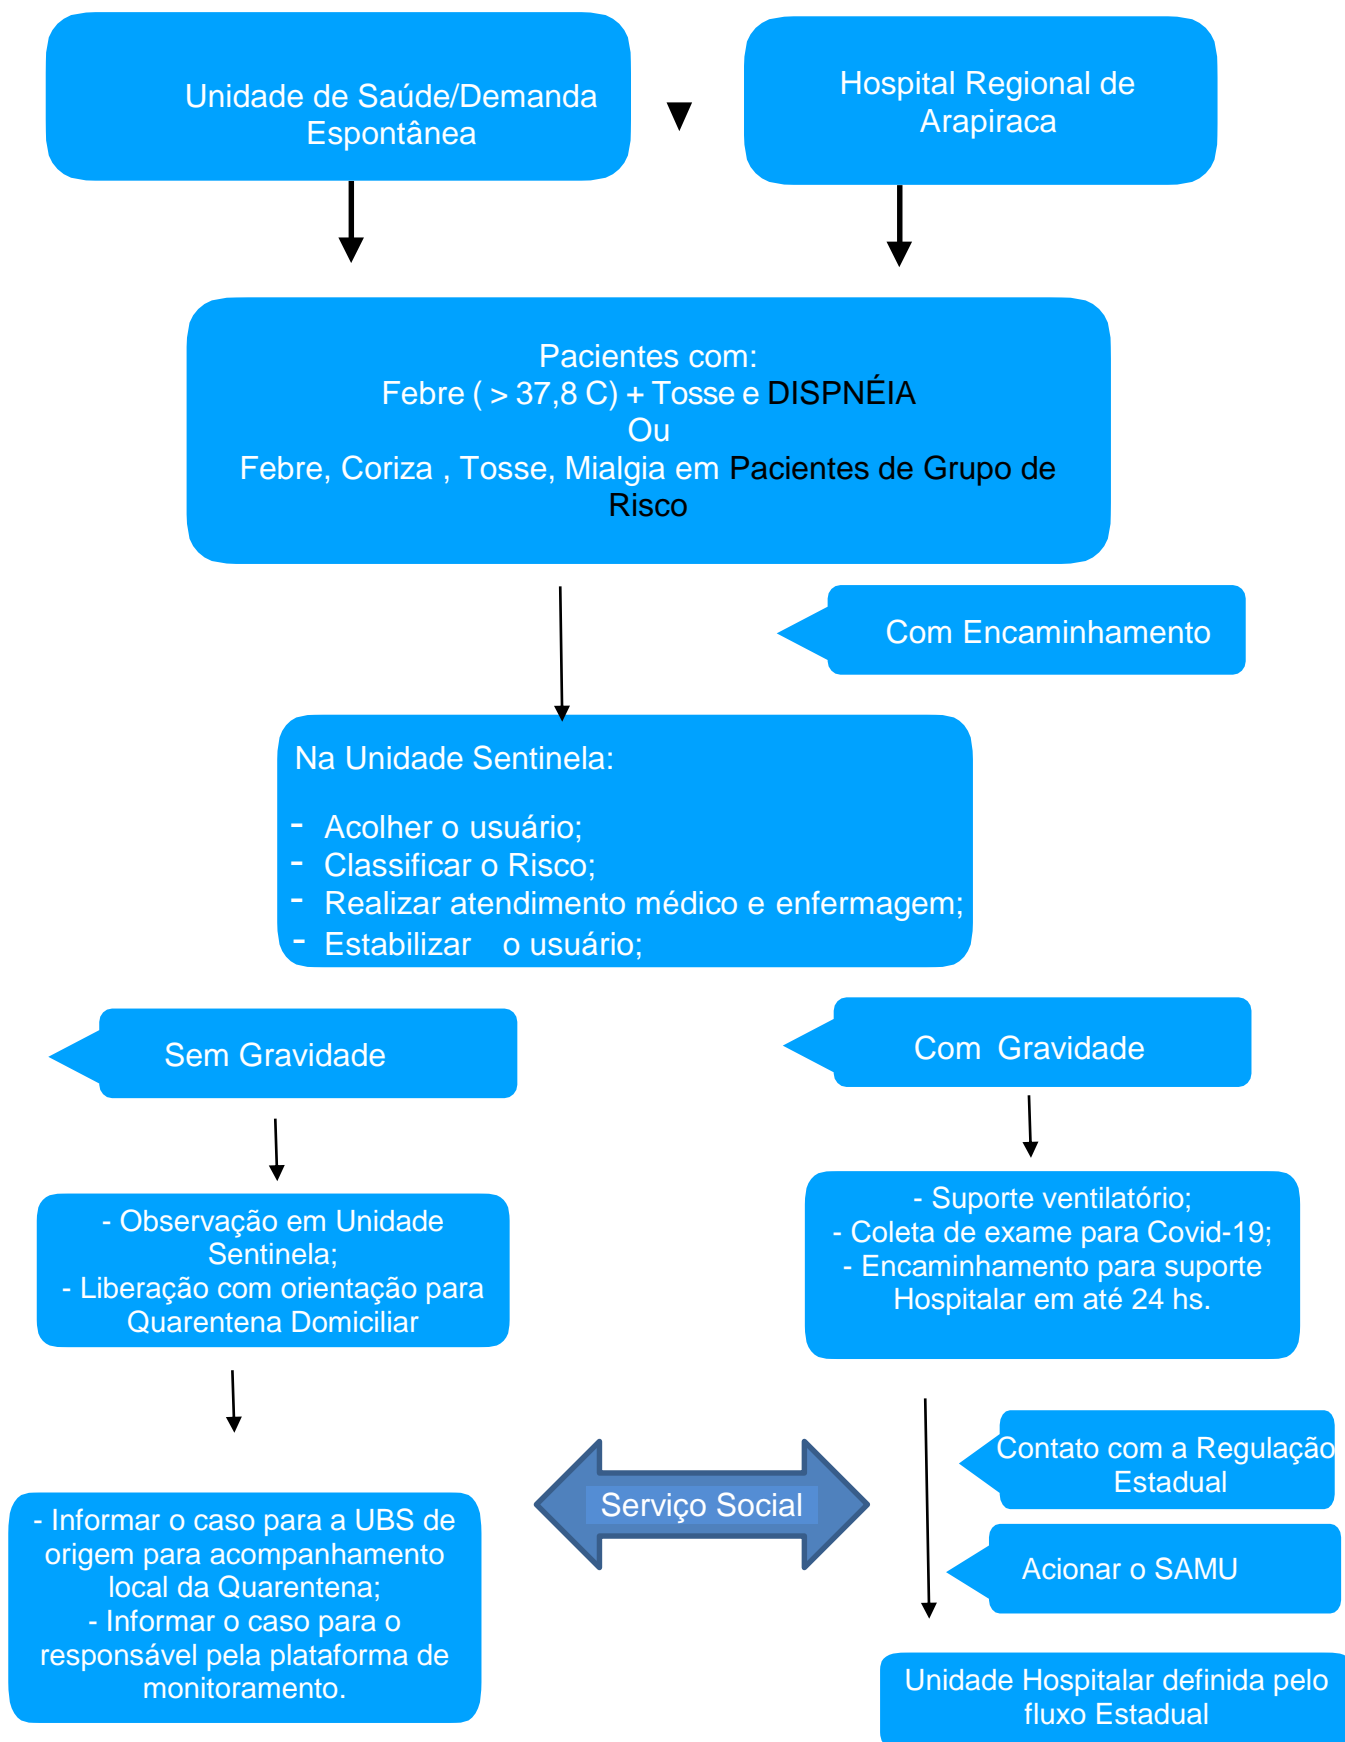 Unidade de Saúde/Demanda
Espontânea
Hospital Regional de
Arapiraca
Pacientes com:
Febre ( > 37,8 C) + Tosse e DISPNÉIA
Ou
Febre, Coriza , Tosse, Mialgia em Pacientes de Grupo de
Risco
Com Encaminhamento
Na Unidade Sentinela:
- Acolher o usuário;
- Classificar o Risco;
- Realizar atendimento médico e enfermagem;
- Estabilizar o usuário;
Sem Gravidade
Com Gravidade
- Observação em Unidade
Sentinela;
- Liberação com orientação para
Quarentena Domiciliar
- Suporte ventilatório;
- Coleta de exame para Covid-19;
- Encaminhamento para suporte
Hospitalar em até 24 hs.
- Informar o caso para a UBS de
origem para acompanhamento
local da Quarentena;
- Informar o caso para o
responsável pela plataforma de
monitoramento.
Serviço Social
Contato com a Regulação
Estadual
Acionar o SAMU
Unidade Hospitalar definida pelo
fluxo Estadual